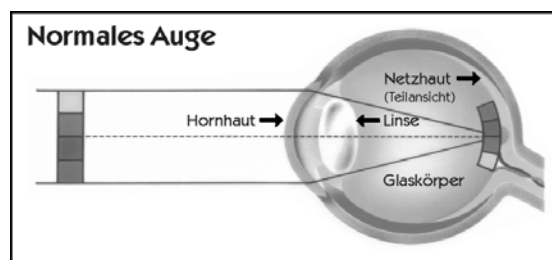 Normales Auge
Netzhaut
(Teilansicht)
Hornhaut
Linse
Glaskörper